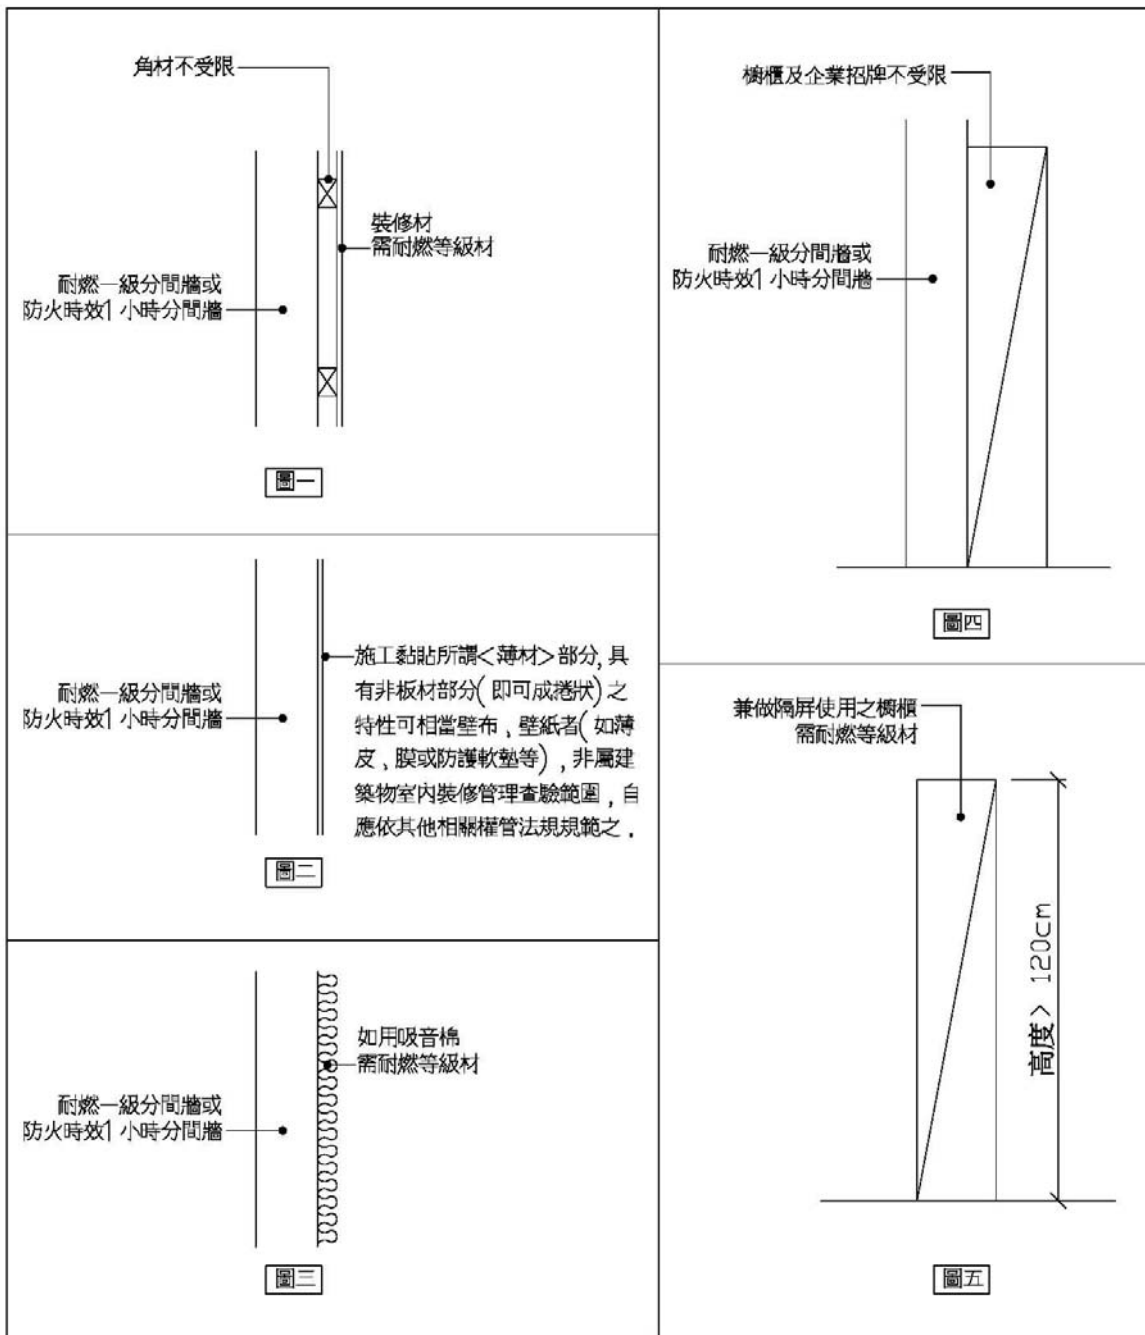 角材不受限
裝修材
需耐燃等級材
耐燃一級分間牆或
防火時效1 小時分間牆
圖一
施工黏貼所謂<薄材>部分，具
有非板材部分(即可成捲狀)之
特性可相當壁布、壁紙者(如薄
皮、膜或防護軟墊等)，非屬建
築物室內裝修管理查驗範圍，自
應依其他相關權管法規規範之．
耐燃一級分間牆或
防火時效1 小時分間牆
圖二
如用吸音棉
需耐燃等級材
耐燃一級分間牆或
防火時效1 小時分間牆
圖三
櫥櫃及企業招牌不受限
耐燃一級分間牆或
防火時效1 小時分間牆
圖四
兼做隔屏使用之櫥櫃
需耐燃等級材
高度> 120cm
圖五